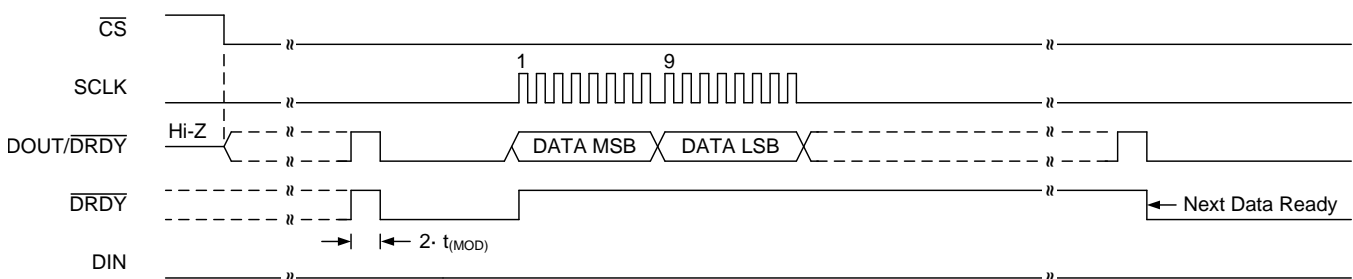 CS
1 9
SCLK
Hi-Z
DOUT/DRDY DATA MSB DATA LSB
DRDY Next Data Ready
2· t(MOD)
DIN